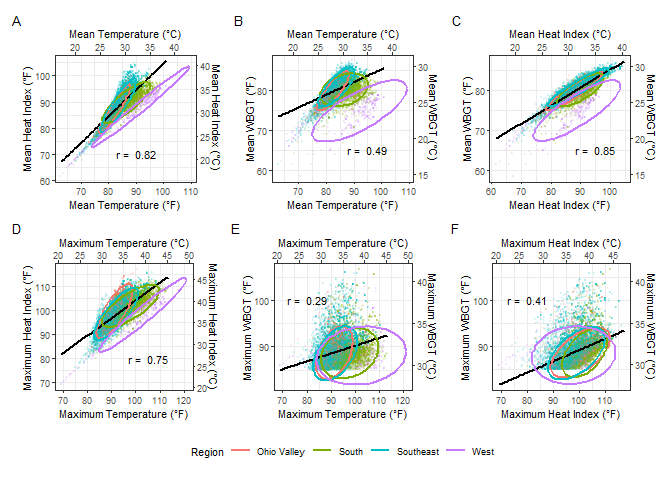 A
Mean Temperature (°C)
20 30 40
Mean Heat Index (°F)
100
90
80
70
60
Mean Heat Index (°C)
40
35
30
25
20
r = 0.82
60 70 80 90 100 110
Mean Temperature (°F)
B
Mean Temperature (°C)
20 25 30 35 40
Mean WBGT (°F)
80
70
60
Mean WBGT (°C)
30
25
20
15
r = 0.49
70 80 90 100 110
Mean Temperature (°F)
C
Mean Heat Index (°C)
20 25 30 35 40
Mean WBGT (°F)
80
70
60
Mean WBGT (°C)
30
25
20
15
r = 0.85
60 70 80 90 100
Mean Heat Index (°F)
D
Maximum Temperature (°C)
20 30 40 50
Maximum Heat Index (°F)
110
100
90
80
70
Maximum Heat Index (°C)
45
40
35
30
25
20
r = 0.75
70 80 90 100 110 120
Maximum Temperature (°F)
E
Maximum Temperature (°C)
20 25 30 35 40 45 50
Maximum WBGT (°F)
100
90
Maximum WBGT (°C)
40
35
30
r = 0.29
70 80 90 100 110 120
Maximum Temperature (°F)
F
Maximum Heat Index (°C)
20 25 30 35 40 45
Maximum WBGT (°F)
100
90
Maximum WBGT (°C)
40
35
30
r = 0.41
70 80 90 100 110
Maximum Heat Index (°F)
Region Ohio Valley South Southeast West